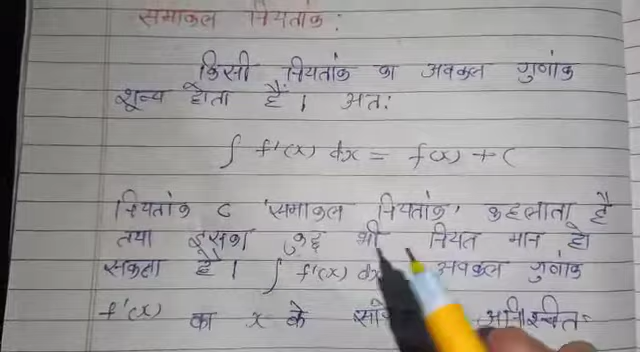 समाकल नियतांक :
किसी नियतांक का अवकल गुणांक
शून्य होता है । अतः
∫ f'(x) dx = f(x) + C
नियतांक C 'समाकल नियतांक' कहलाता है
तथा इसका कुछ भी नियत मान हो
सकता है । ∫ f'(x) dx अवकल गुणांक
f'(x) का x के अनिश्चित